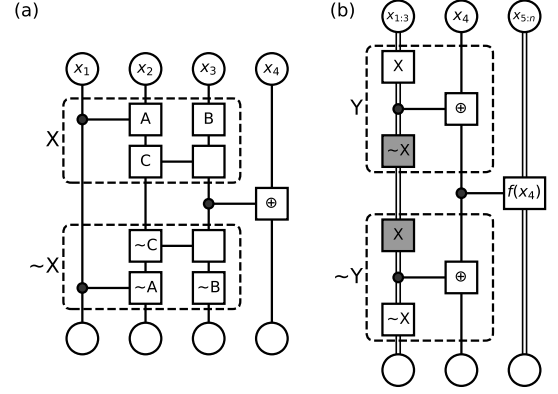 (a)
x₁ x₂ x₃ x₄
X
A B
C
⊕
~X
~C
~A ~B
(b)
x₁:₃ x₄ x₅:ₙ
X
Y
⊕
~X
f(x₄)
X
~Y
⊕
~X